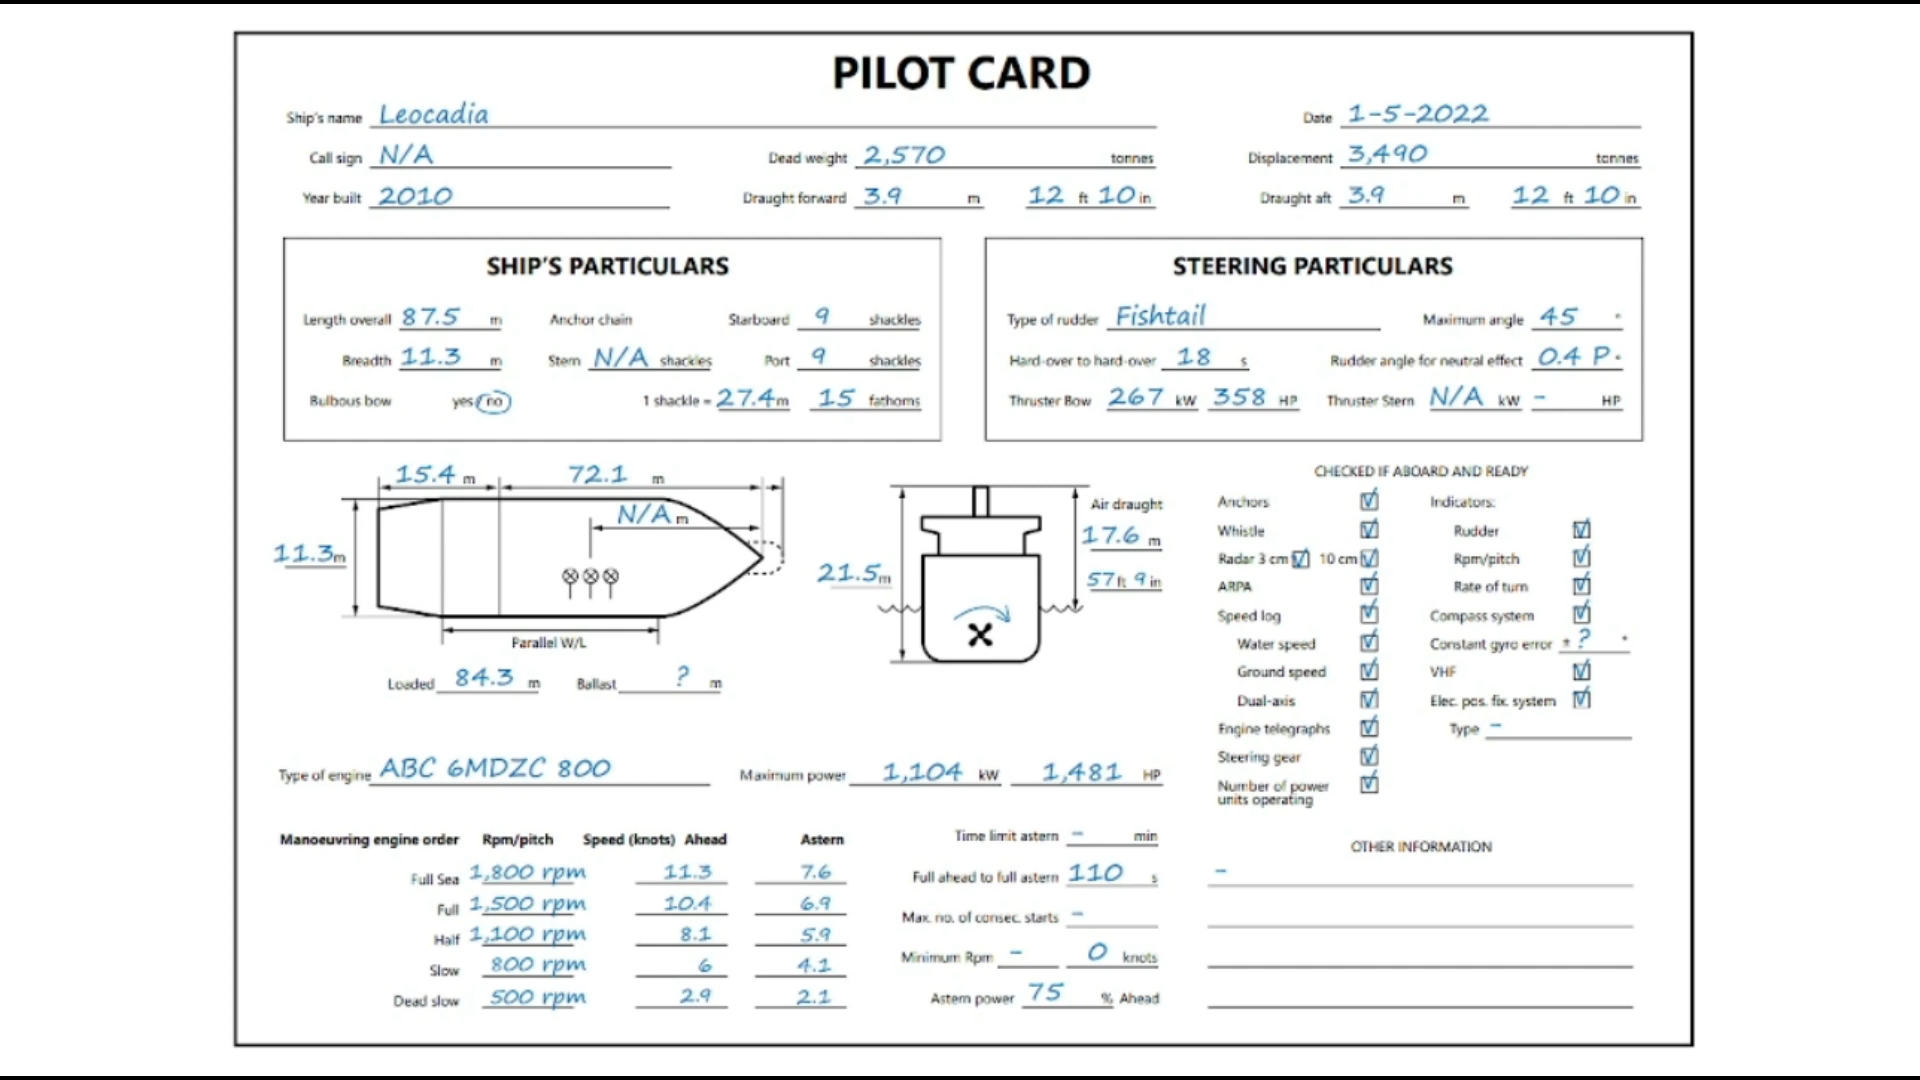 PILOT CARD
Ship's name Leocadia Date 1-5-2022
Call sign N/A Dead weight 2,570 tonnes Displacement 3,490 tonnes
Year built 2010 Draught forward 3.9 m 12 ft 10 in Draught aft 3.9 m 12 ft 10 in
SHIP'S PARTICULARS
Length overall 87.5 m Anchor chain Starboard 9 shackles
Breadth 11.3 m Stern N/A shackles Port 9 shackles
Bulbous bow yes/no 1 shackle = 27.4 m 15 fathoms
STEERING PARTICULARS
Type of rudder Fishtail Maximum angle 45 °
Hard-over to hard-over 18 s Rudder angle for neutral effect 0.4 P °
Thruster Bow 267 kW 358 HP Thruster Stern N/A kW - HP
15.4 m 72.1 m
N/A m
11.3m
Parallel W/L
Loaded 84.3 m Ballast ? m
Air draught
17.6 m
21.5m
57 ft 9 in
CHECKED IF ABOARD AND READY
Anchors
Whistle
Radar 3 cm 10 cm
ARPA
Speed log
Water speed
Ground speed
Dual-axis
Engine telegraphs
Steering gear
Number of power
units operating
Indicators:
Rudder
Rpm/pitch
Rate of turn
Compass system
Constant gyro error ± ? °
VHF
Elec. pos. fix. system
Type -
Type of engine ABC 6MDZC 800 Maximum power 1,104 kW 1,481 HP
Manoeuvring engine order Rpm/pitch Speed (knots) Ahead Astern
Full Sea 1,800 rpm 11.3 7.6
Full 1,500 rpm 10.4 6.9
Half 1,100 rpm 8.1 5.9
Slow 800 rpm 6 4.1
Dead slow 500 rpm 2.9 2.1
Time limit astern - min
Full ahead to full astern 110 s
Max. no. of consec. starts -
Minimum Rpm - 0 knots
Astern power 75 % Ahead
OTHER INFORMATION
-